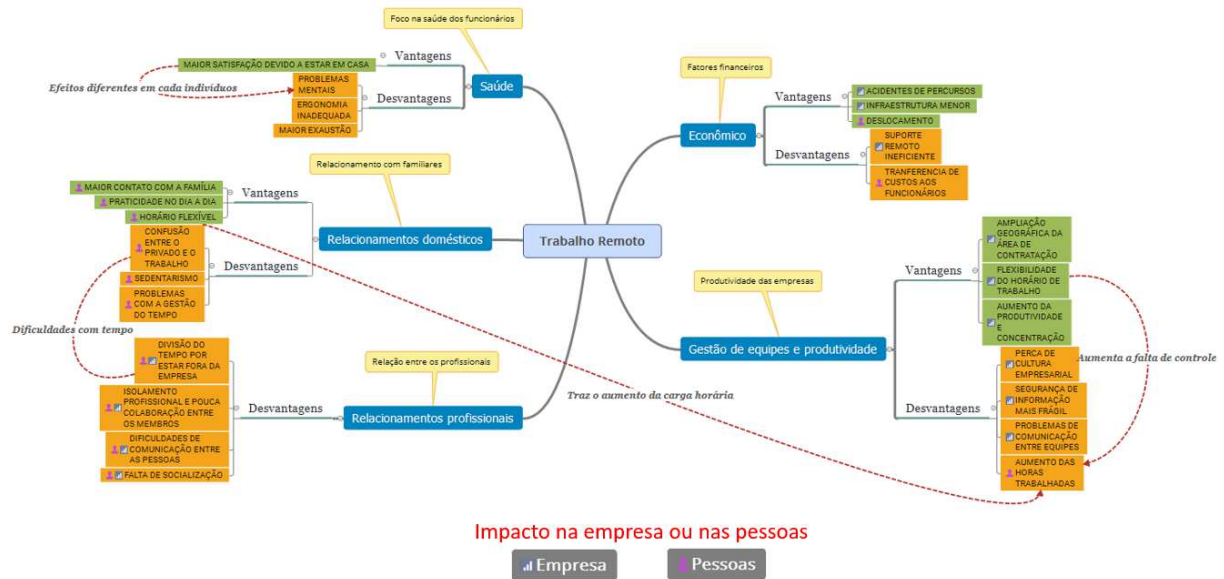 Foco na saúde dos funcionários
Vantagens
MAIOR SATISFAÇÃO DEVIDO A ESTAR EM CASA
Saúde
Efeitos diferentes em cada indivíduos
PROBLEMAS
MENTAIS
Desvantagens
ERGONOMIA
INADEQUADA
MAIOR EXAUSTÃO
Relacionamento com familiares
MAIOR CONTATO COM A FAMÍLIA
Vantagens
PRATICIDADE NO DIA A DIA
HORÁRIO FLEXÍVEL
Relacionamentos domésticos
CONFUSÃO
ENTRE O
PRIVADO E O
TRABALHO
Desvantagens
SEDENTARISMO
PROBLEMAS
COM A GESTÃO
DO TEMPO
Dificuldades com tempo
DIVISÃO DO
TEMPO POR
ESTAR FORA DA
EMPRESA
Relação entre os profissionais
ISOLAMENTO
PROFISSIONAL E POUCA
COLABORAÇÃO ENTRE
OS MEMBROS
Desvantagens
Relacionamentos profissionais
DIFICULDADES DE
COMUNICAÇÃO ENTRE
AS PESSOAS
FALTA DE SOCIALIZAÇÃO
Trabalho Remoto
Fatores financeiros
Econômico
Vantagens
ACIDENTES DE PERCURSOS
INFRAESTRUTURA MENOR
DESLOCAMENTO
Desvantagens
SUPORTE
REMOTO
INEFICIENTE
TRANFERENCIA DE
CUSTOS AOS
FUNCIONÁRIOS
Produtividade das empresas
Gestão de equipes e produtividade
Vantagens
AMPLIAÇÃO
GEOGRÁFICA DA
ÁREA DE
CONTRATAÇÃO
FLEXIBILIDADE
DO HORÁRIO DE
TRABALHO
AUMENTO DA
PRODUTIVIDADE
E
CONCENTRAÇÃO
Aumenta a falta de controle
Desvantagens
PERCA DE
CULTURA
EMPRESARIAL
SEGURANÇA DE
INFORMAÇÃO
MAIS FRÁGIL
PROBLEMAS DE
COMUNICAÇÃO
ENTRE EQUIPES
AUMENTO DAS
HORAS
TRABALHADAS
Traz o aumento da carga horária
Impacto na empresa ou nas pessoas
Empresa
Pessoas